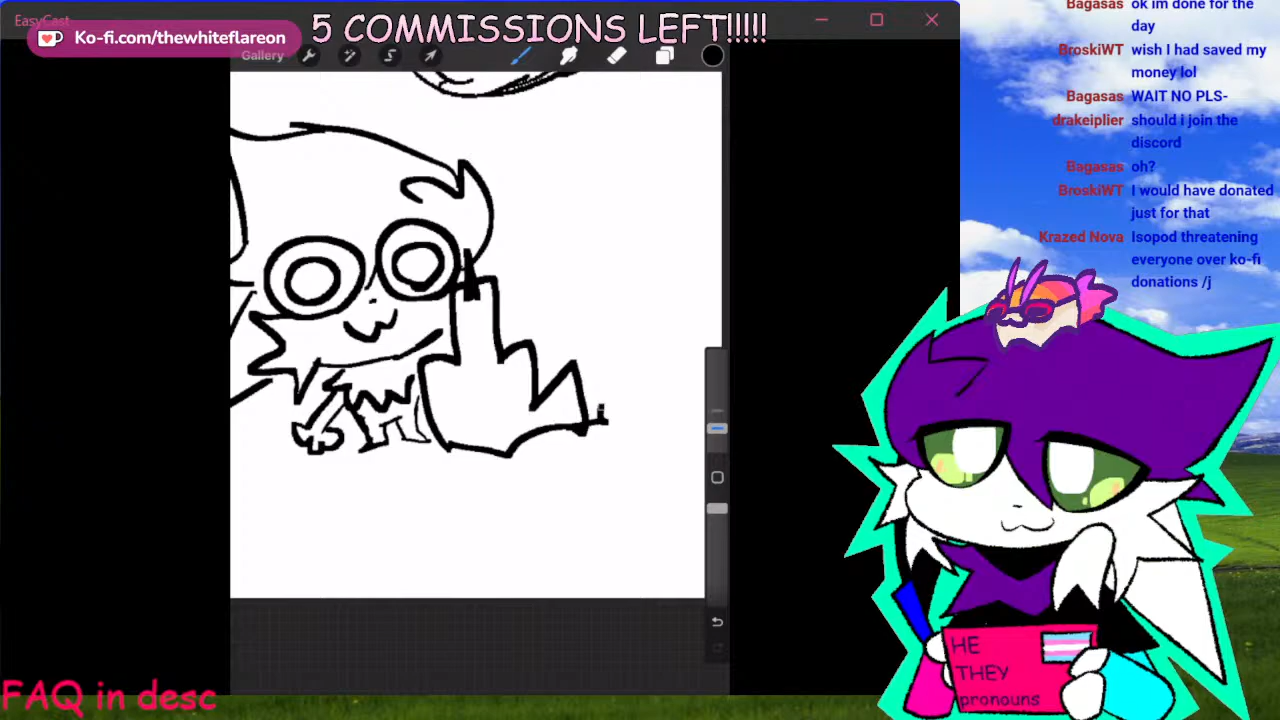 EasyCast
Ko-fi.com/thewhiteflareon
5 COMMISSIONS LEFT!!!!!
Gallery
Bagasas ok im done for the
day
BroskiWT wish I had saved my
money lol
Bagasas WAIT NO PLS-
drakeiplier should i join the
discord
Bagasas oh?
BroskiWT I would have donated
just for that
Krazed Nova Isopod threatening
everyone over ko-fi
donations /j
HE
THEY
pronouns
FAQ in desc